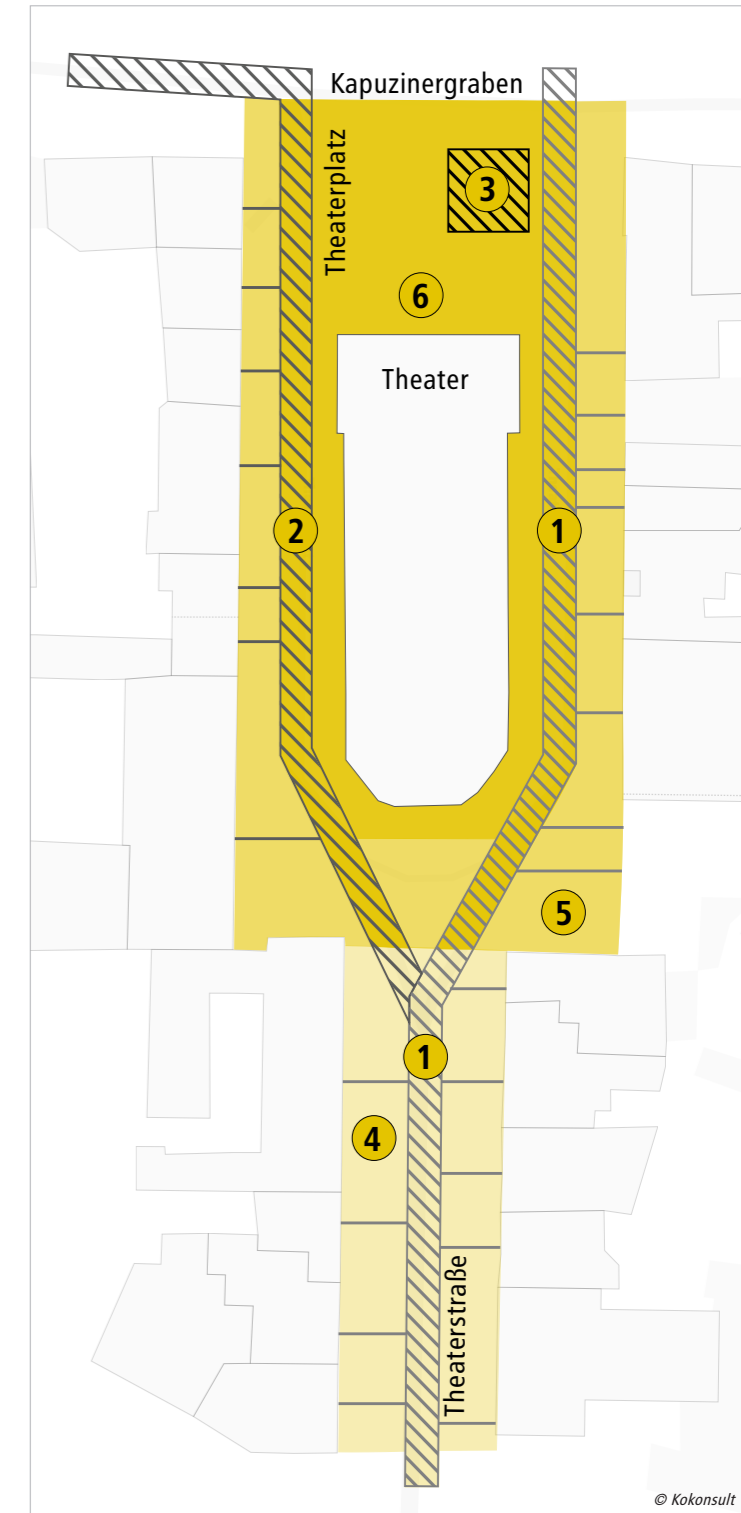 Kapuzinergraben
Theaterplatz
3
6
Theater
2
1
5
1
4
Theaterstraße
© Kokonsult